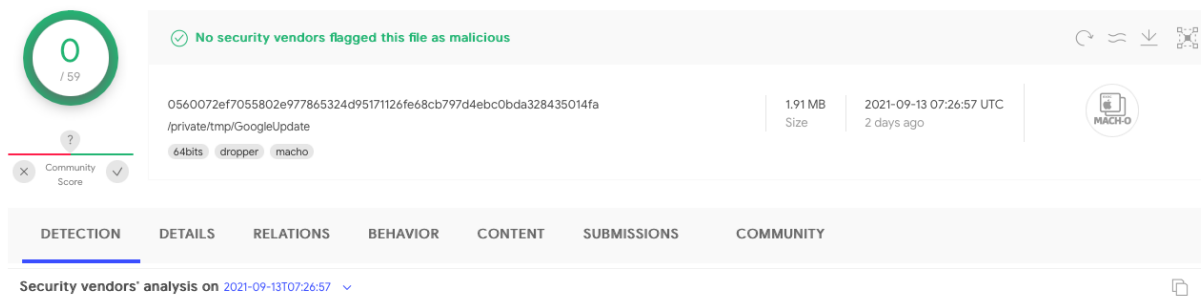 0
/ 59
No security vendors flagged this file as malicious
?
Community
Score
0560072ef7055802e977865324d95171126fe68cb797d4ebc0bda328435014fa
/private/tmp/GoogleUpdate
64bits dropper macho
1.91 MB
Size
2021-09-13 07:26:57 UTC
2 days ago
MACH-O
DETECTION DETAILS RELATIONS BEHAVIOR CONTENT SUBMISSIONS COMMUNITY
Security vendors' analysis on 2021-09-13T07:26:57